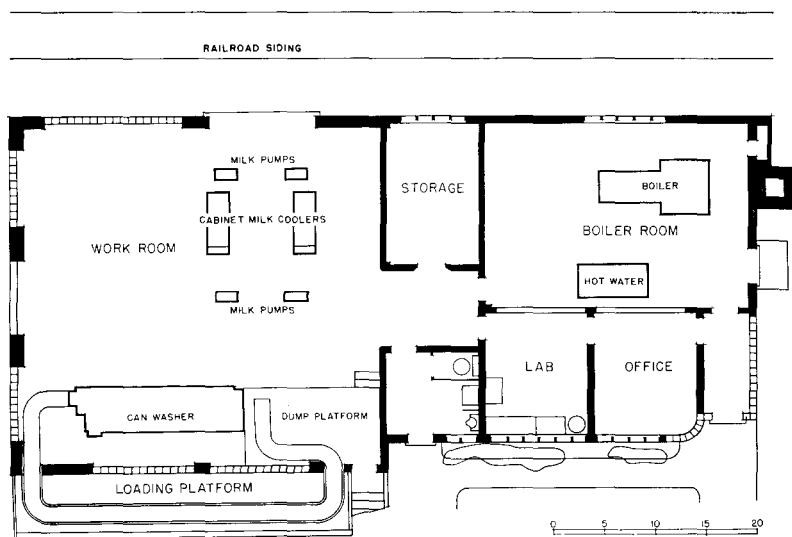 RAILROAD SIDING
MILK PUMPS
STORAGE
BOILER
CABINET MILK COOLERS
BOILER ROOM
WORK ROOM
HOT WATER
MILK PUMPS
LAB
OFFICE
CAN WASHER
DUMP PLATFORM
LOADING PLATFORM
0 5 10 15 20